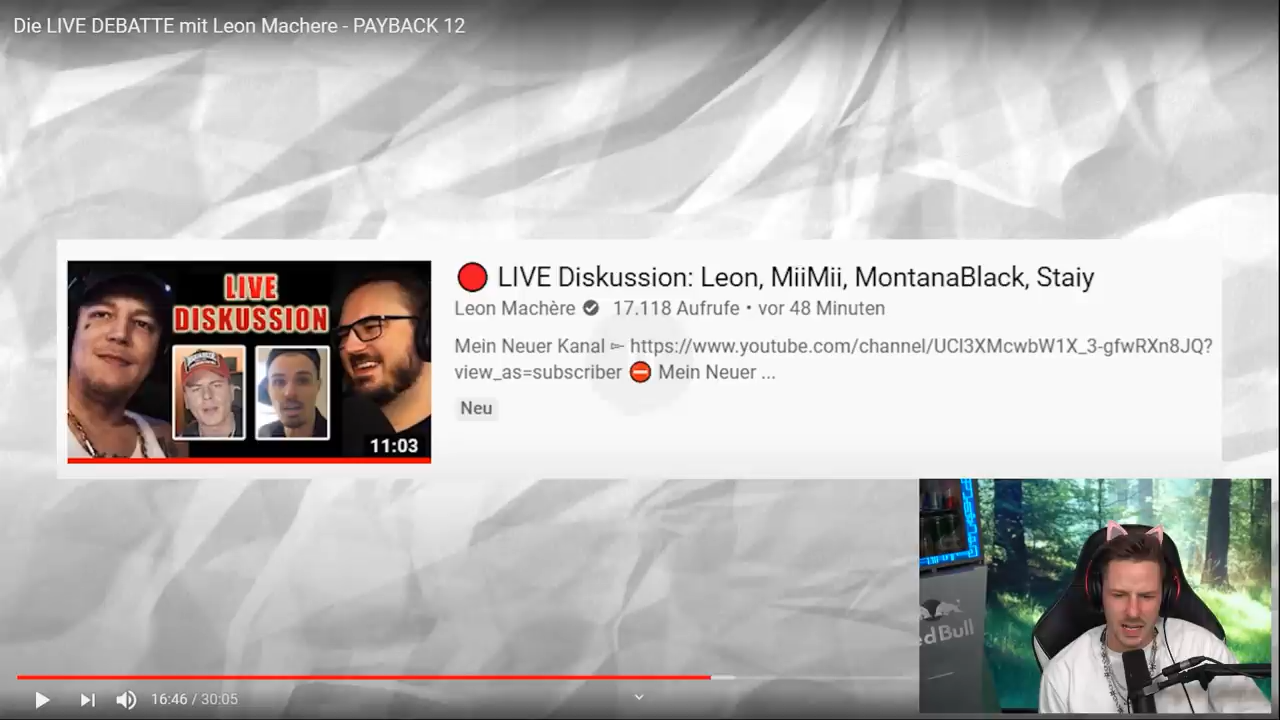 Die LIVE DEBATTE mit Leon Machere - PAYBACK 12
LIVE
DISKUSSION
11:03
🔴 LIVE Diskussion: Leon, MiiMii, MontanaBlack, Staiy
Leon Machère 17.118 Aufrufe • vor 48 Minuten
Mein Neuer Kanal ➳ https://www.youtube.com/channel/UCl3XMcwbW1X_3-gfwRXn8JQ?
view_as=subscriber ⛔ Mein Neuer ...
Neu
edBull
16:46 / 30:05